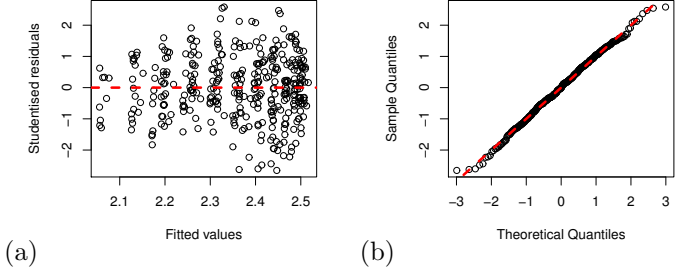 Studentised residuals
2
1
0
−1
−2
2.1 2.2 2.3 2.4 2.5
Fitted values
(a)
Sample Quantiles
2
1
0
−1
−2
−3 −2 −1 0 1 2 3
Theoretical Quantiles
(b)